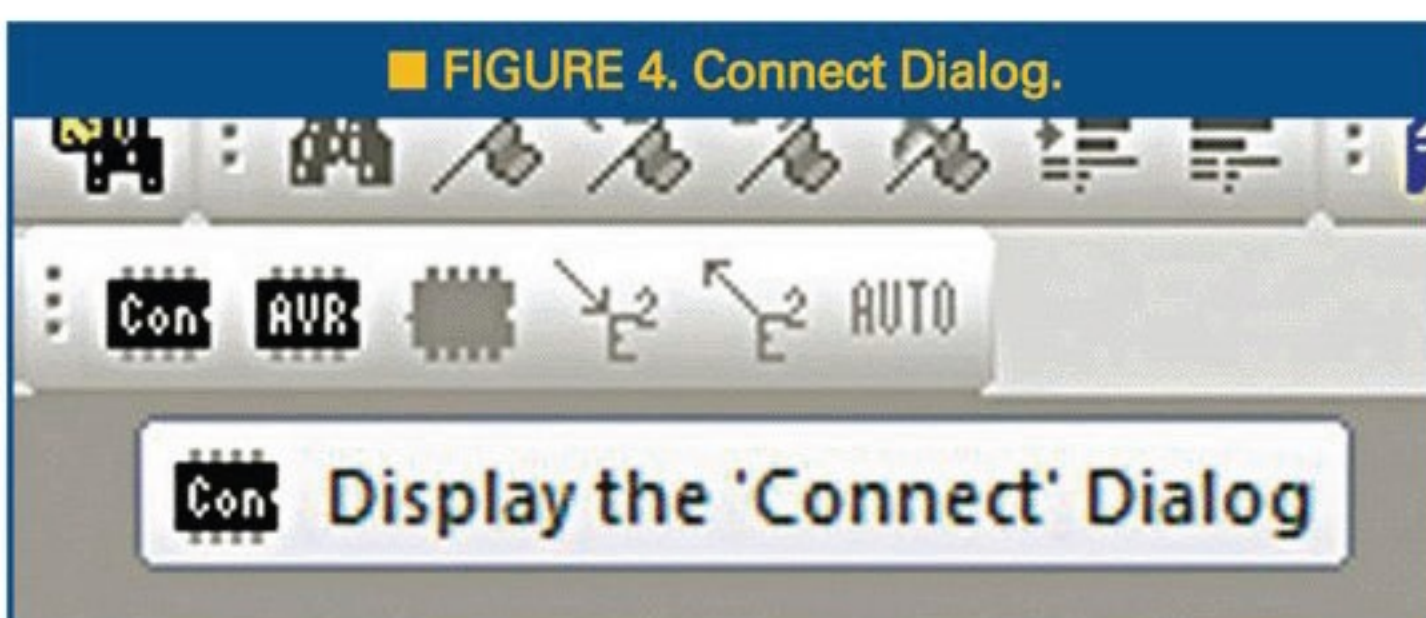 ■ FIGURE 4. Connect Dialog.
Con AVR E² E² AUTO
Con Display the 'Connect' Dialog